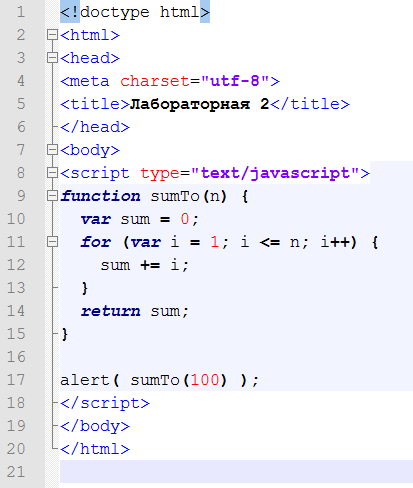 1 <!doctype html>
2 <html>
3 <head>
4 <meta charset="utf-8">
5 <title>Лабораторная 2</title>
6 </head>
7 <body>
8 <script type="text/javascript">
9 function sumTo(n) {
10   var sum = 0;
11   for (var i = 1; i <= n; i++) {
12     sum += i;
13   }
14   return sum;
15 }
16
17 alert( sumTo(100) );
18 </script>
19 </body>
20 </html>
21